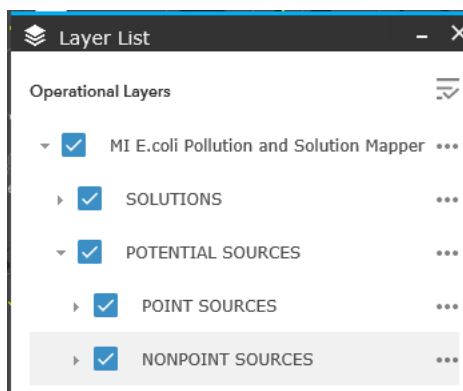 Layer List
Operational Layers
MI E.coli Pollution and Solution Mapper
SOLUTIONS
POTENTIAL SOURCES
POINT SOURCES
NONPOINT SOURCES